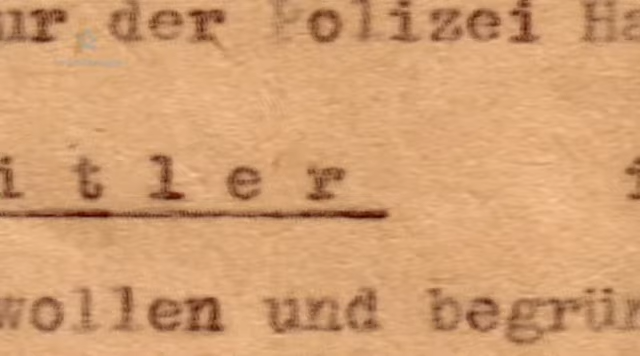 ur der Polizei Ha
i t l e r i
wollen und begrün